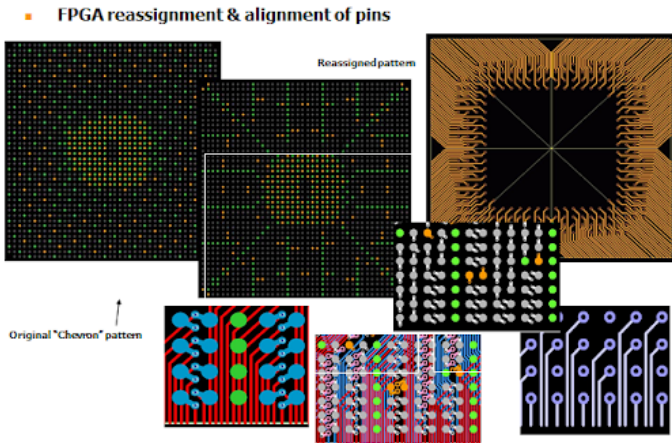 FPGA reassignment & alignment of pins
Reassigned pattern
Original "Chevron" pattern